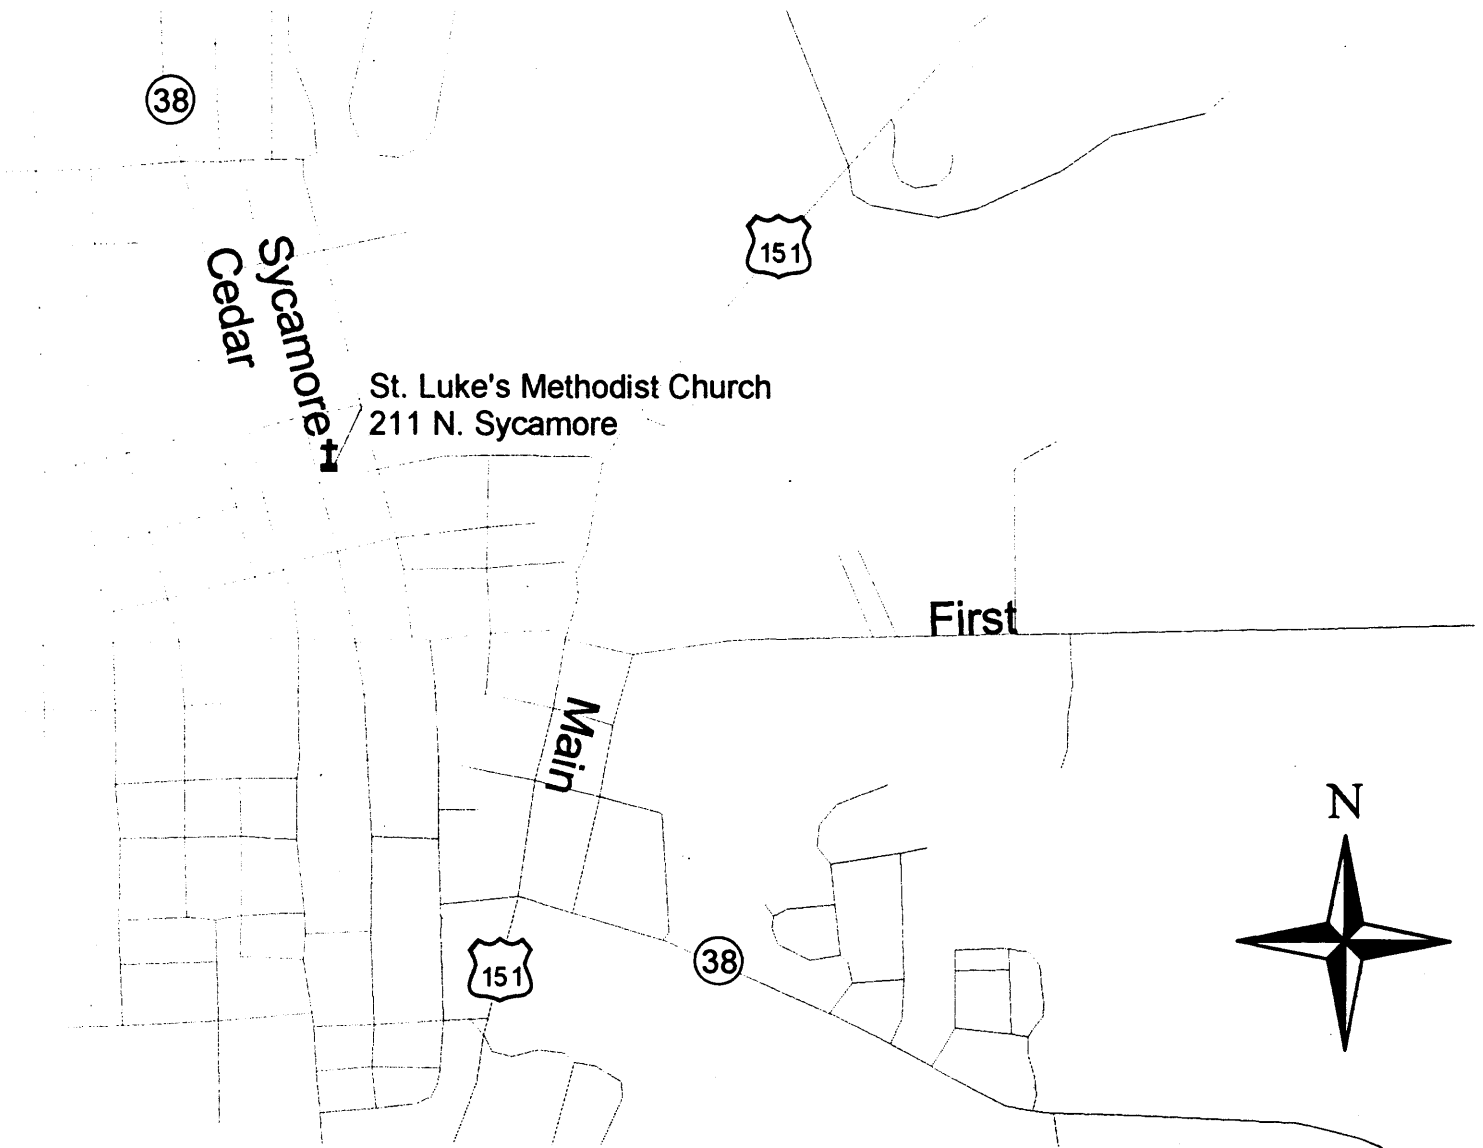 38
151
Sycamore
Cedar
St. Luke's Methodist Church
211 N. Sycamore
First
Main
N
151
38